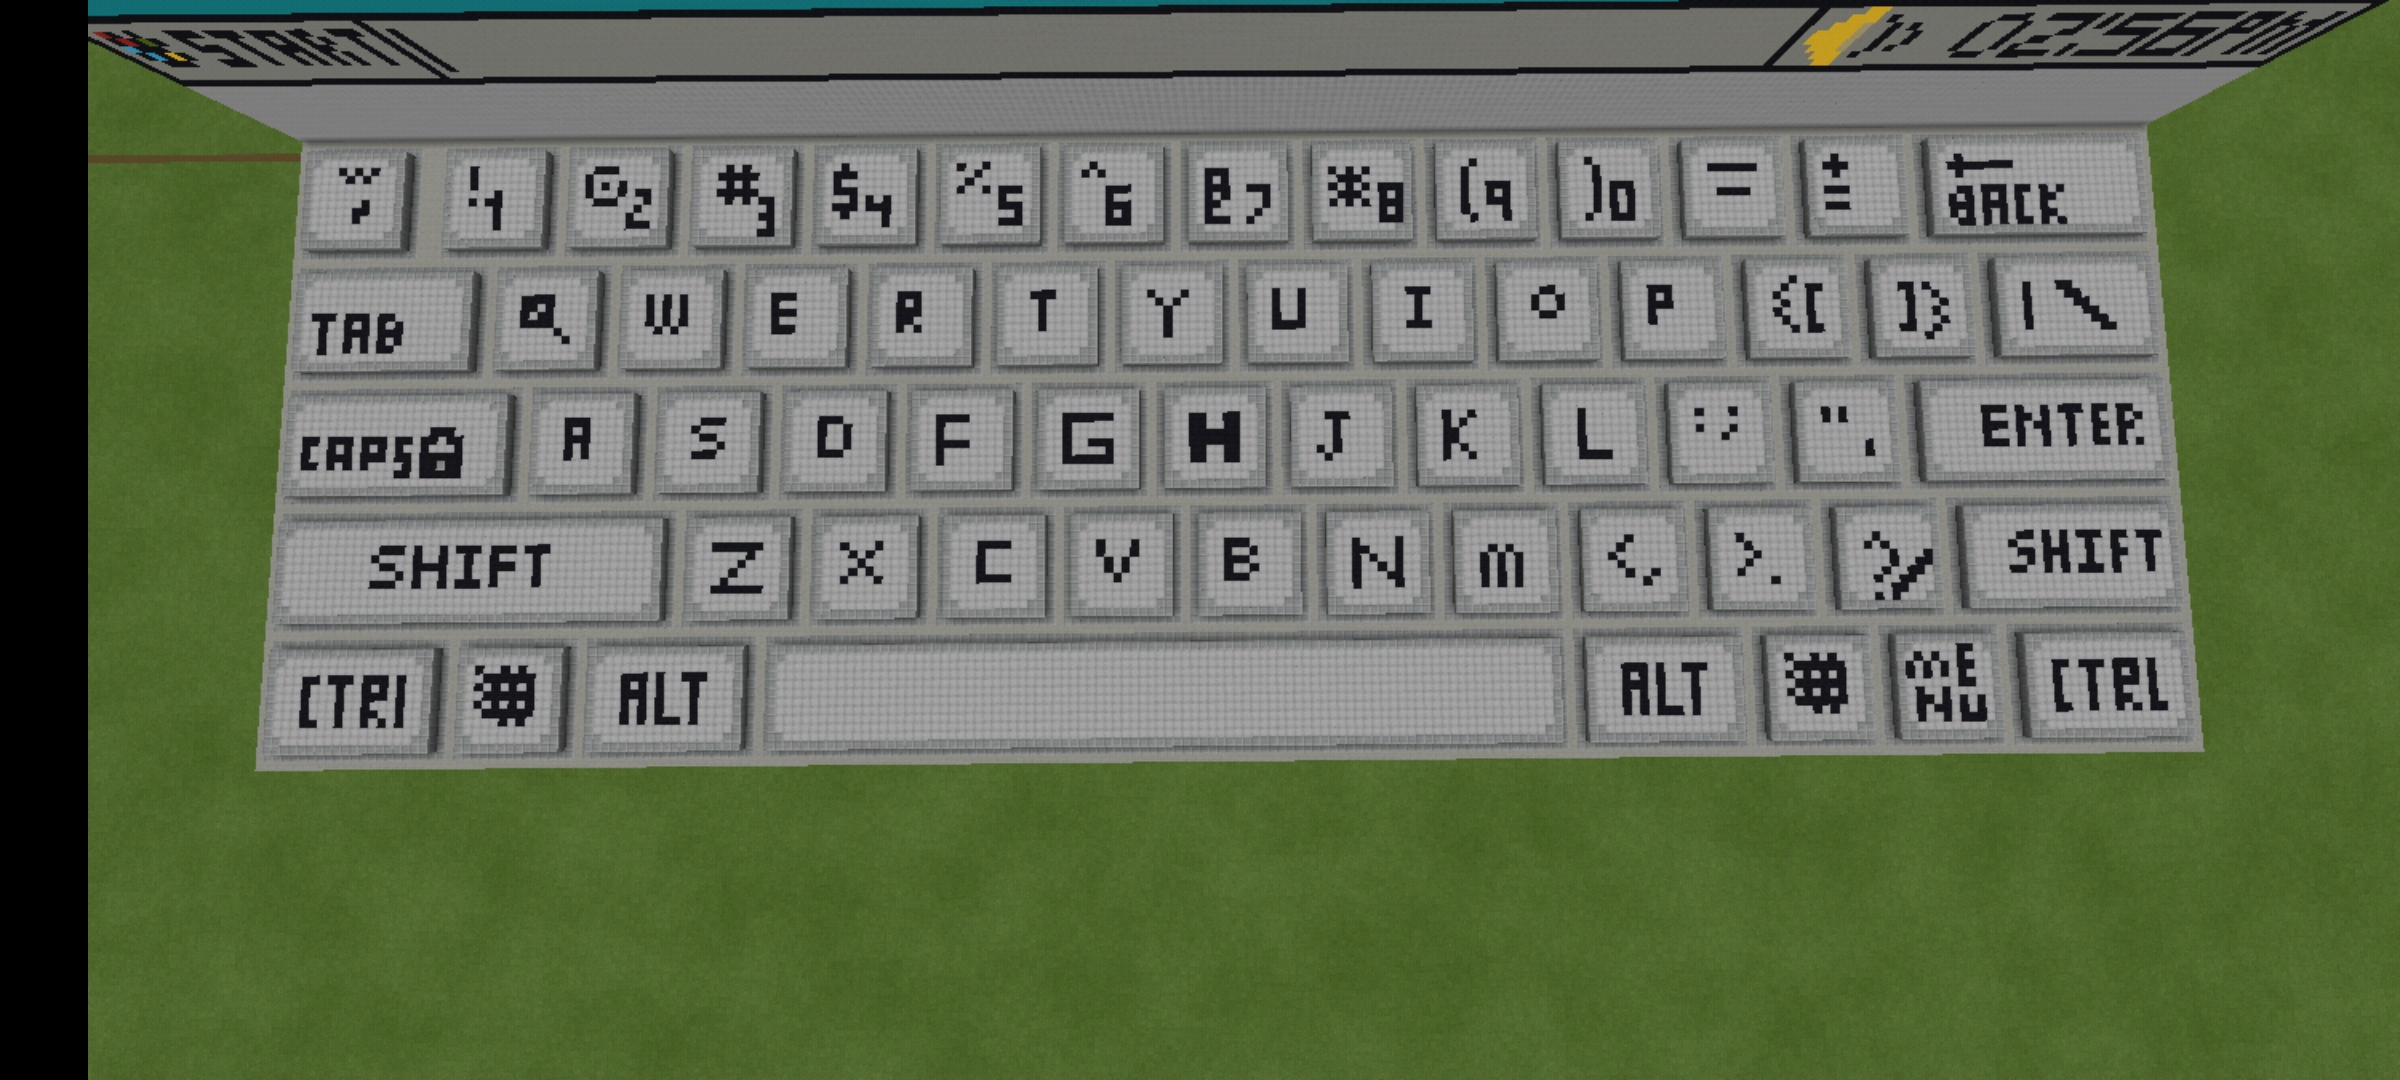 START 02:56PM
~ ` ! 1 @ 2 # 3 $ 4 % 5 ^ 6 & 7 * 8 ( 9 ) 0 _ - + = ← BACK
TAB Q W E R T Y U I O P { [ ] } | \
CAPS A S D F G H J K L : ; " , ENTER
SHIFT Z X C V B N M < , > . ? / SHIFT
CTRl ALT ALT MENU CTRL